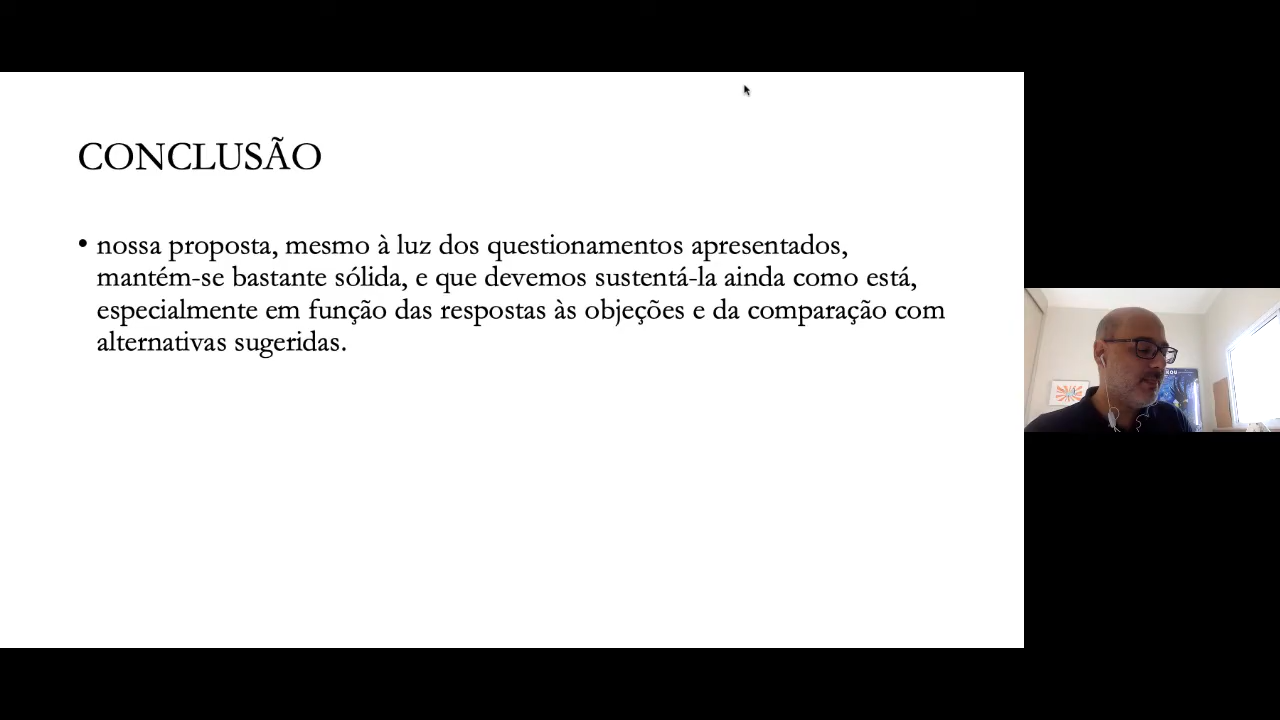 CONCLUSÃO
• nossa proposta, mesmo à luz dos questionamentos apresentados,
mantém-se bastante sólida, e que devemos sustentá-la ainda como está,
especialmente em função das respostas às objeções e da comparação com
alternativas sugeridas.